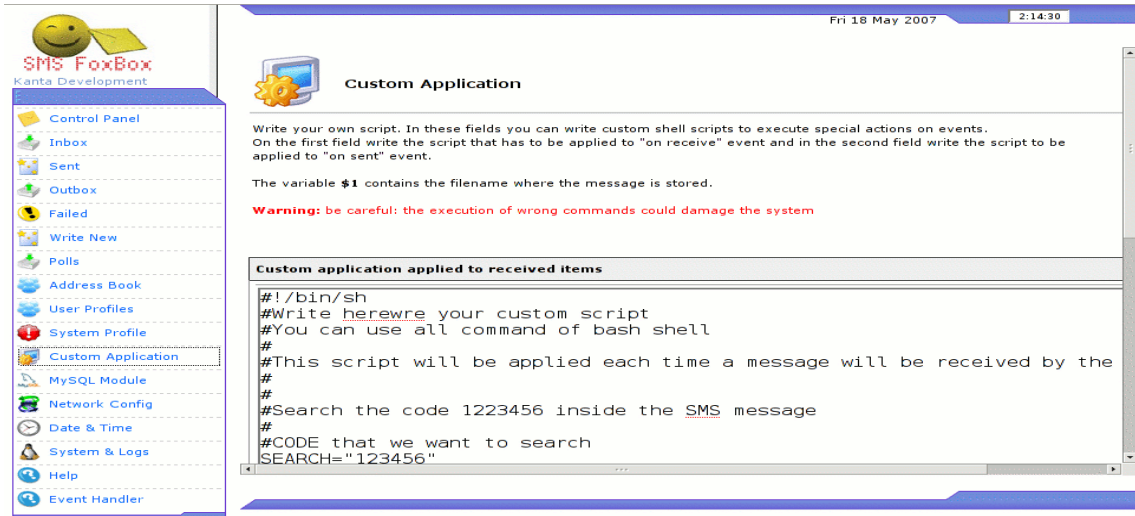 SMS FoxBox
Kanta Development
Control Panel
Inbox
Sent
Outbox
Failed
Write New
Polls
Address Book
User Profiles
System Profile
Custom Application
MySQL Module
Network Config
Date & Time
System & Logs
Help
Event Handler
Fri 18 May 2007
2:14:30
Custom Application
Write your own script. In these fields you can write custom shell scripts to execute special actions on events.
On the first field write the script that has to be applied to "on receive" event and in the second field write the script to be
applied to "on sent" event.
The variable $1 contains the filename where the message is stored.
Warning: be careful: the execution of wrong commands could damage the system
Custom application applied to received items
#!/bin/sh
#Write herewre your custom script
#You can use all command of bash shell
#
#This script will be applied each time a message will be received by the
#
#
#Search the code 1223456 inside the SMS message
#
#CODE that we want to search
SEARCH="123456"